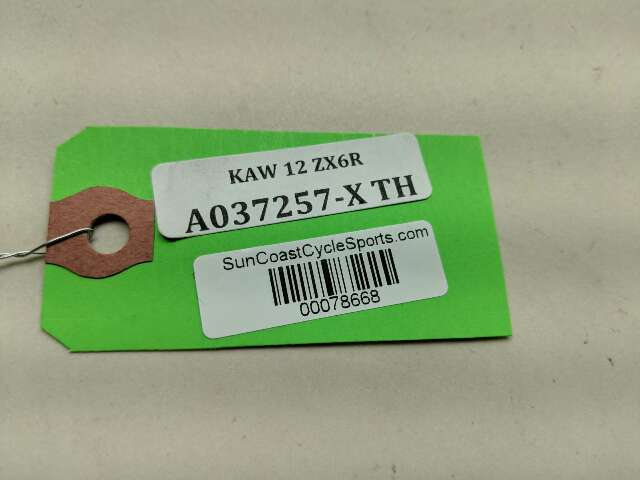 KAW 12 ZX6R
A037257-X TH
SunCoastCycleSports.com
00078668